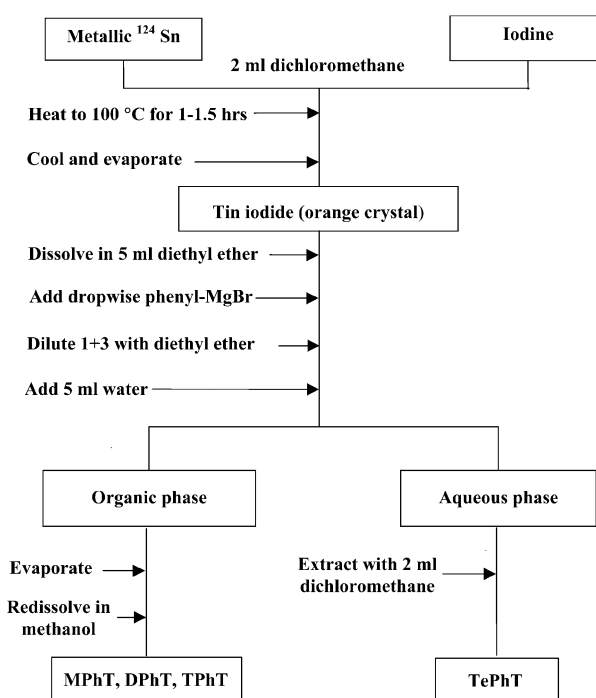 Metallic ¹²⁴ Sn
Iodine
2 ml dichloromethane
Heat to 100 °C for 1-1.5 hrs
Cool and evaporate
Tin iodide (orange crystal)
Dissolve in 5 ml diethyl ether
Add dropwise phenyl-MgBr
Dilute 1+3 with diethyl ether
Add 5 ml water
Organic phase
Aqueous phase
Evaporate
Redissolve in
methanol
Extract with 2 ml
dichloromethane
MPhT, DPhT, TPhT
TePhT